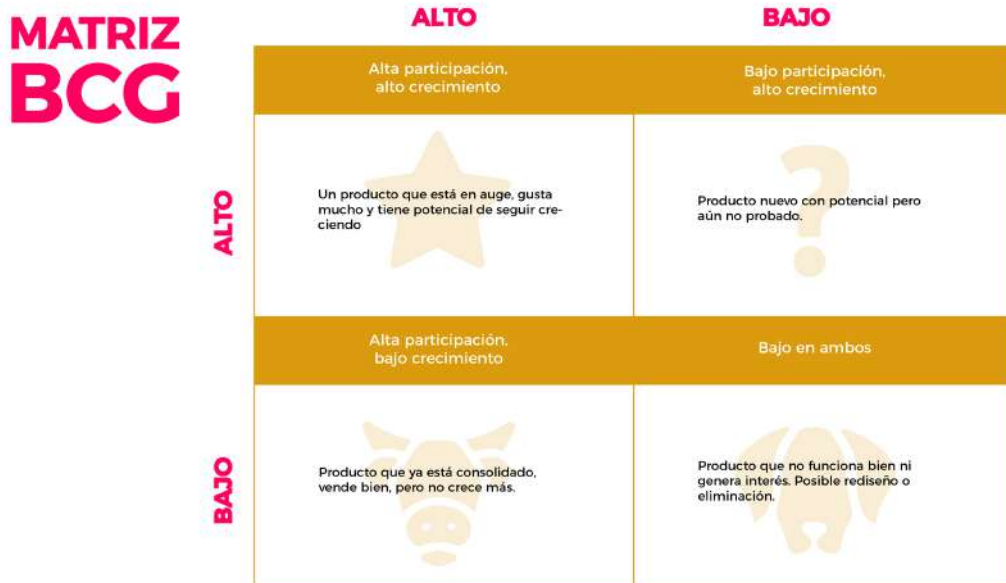 MATRIZ
BCG
ALTO
BAJO
Alta participación,
alto crecimiento
Bajo participación,
alto crecimiento
ALTO
Un producto que está en auge, gusta
mucho y tiene potencial de seguir cre-
ciendo
Producto nuevo con potencial pero
aún no probado.
?
Alta participación,
bajo crecimiento
Bajo en ambos
BAJO
Producto que ya está consolidado,
vende bien, pero no crece más.
Producto que no funciona bien ni
genera interés. Posible rediseño o
eliminación.